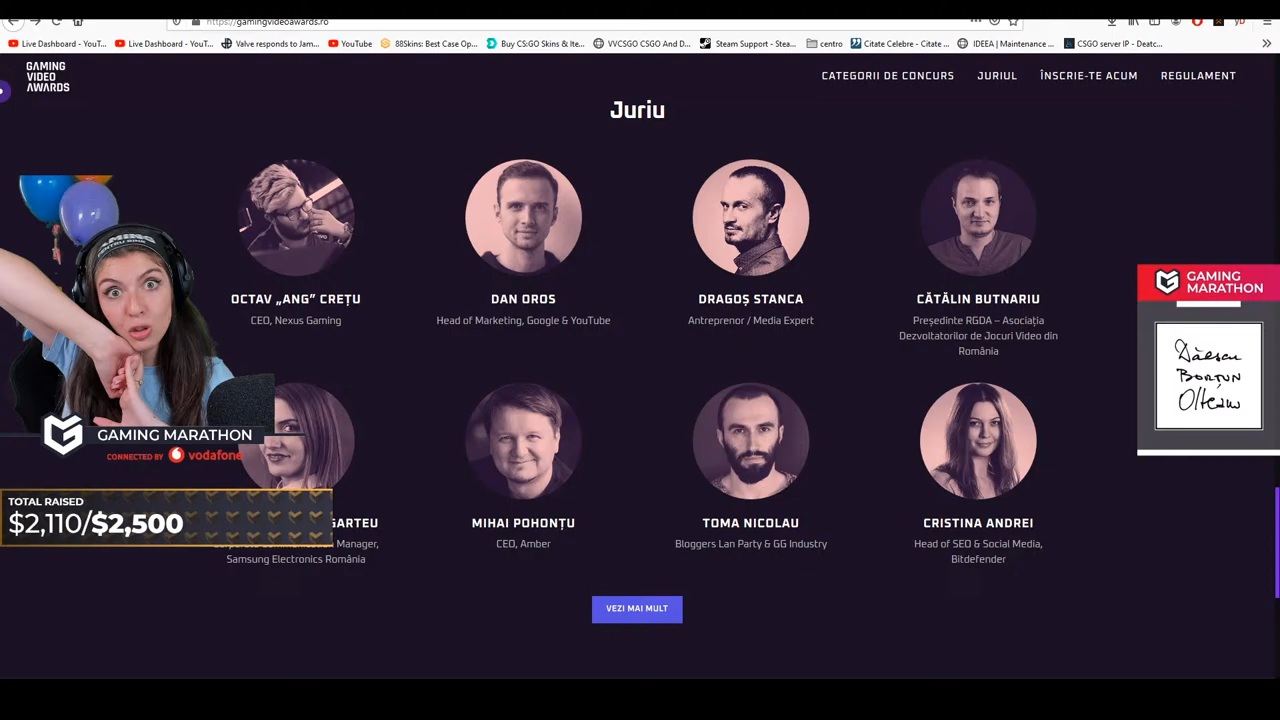 https://gamingvideoawards.ro
Live Dashboard - YouT...
Live Dashboard - YouT...
Valve responds to Jam...
YouTube
88Skins: Best Case Op...
Buy CS:GO Skins & Ite...
VVCSGO CSGO And D...
Steam Support - Stea...
centro
Citate Celebre - Citate ...
IDEEA | Maintenance ...
CSGO server IP - Deatc...
GAMING
VIDEO
AWARDS
CATEGORII DE CONCURS
JURIUL
ÎNSCRIE-TE ACUM
REGULAMENT
Juriu
OCTAV „ANG” CREȚU
CEO, Nexus Gaming
DAN OROS
Head of Marketing, Google & YouTube
DRAGOȘ STANCA
Antreprenor / Media Expert
CĂTĂLIN BUTNARIU
Președinte RGDA – Asociația
Dezvoltatorilor de Jocuri Video din
România
GAMING MARATHON
CONNECTED BY vodafone
TOTAL RAISED
$2,110/$2,500
Manager,
Samsung Electronics România
MIHAI POHONȚU
CEO, Amber
TOMA NICOLAU
Bloggers Lan Party & GG Industry
CRISTINA ANDREI
Head of SEO & Social Media,
Bitdefender
VEZI MAI MULT
GAMING
MARATHON
Borțun
Olteanu